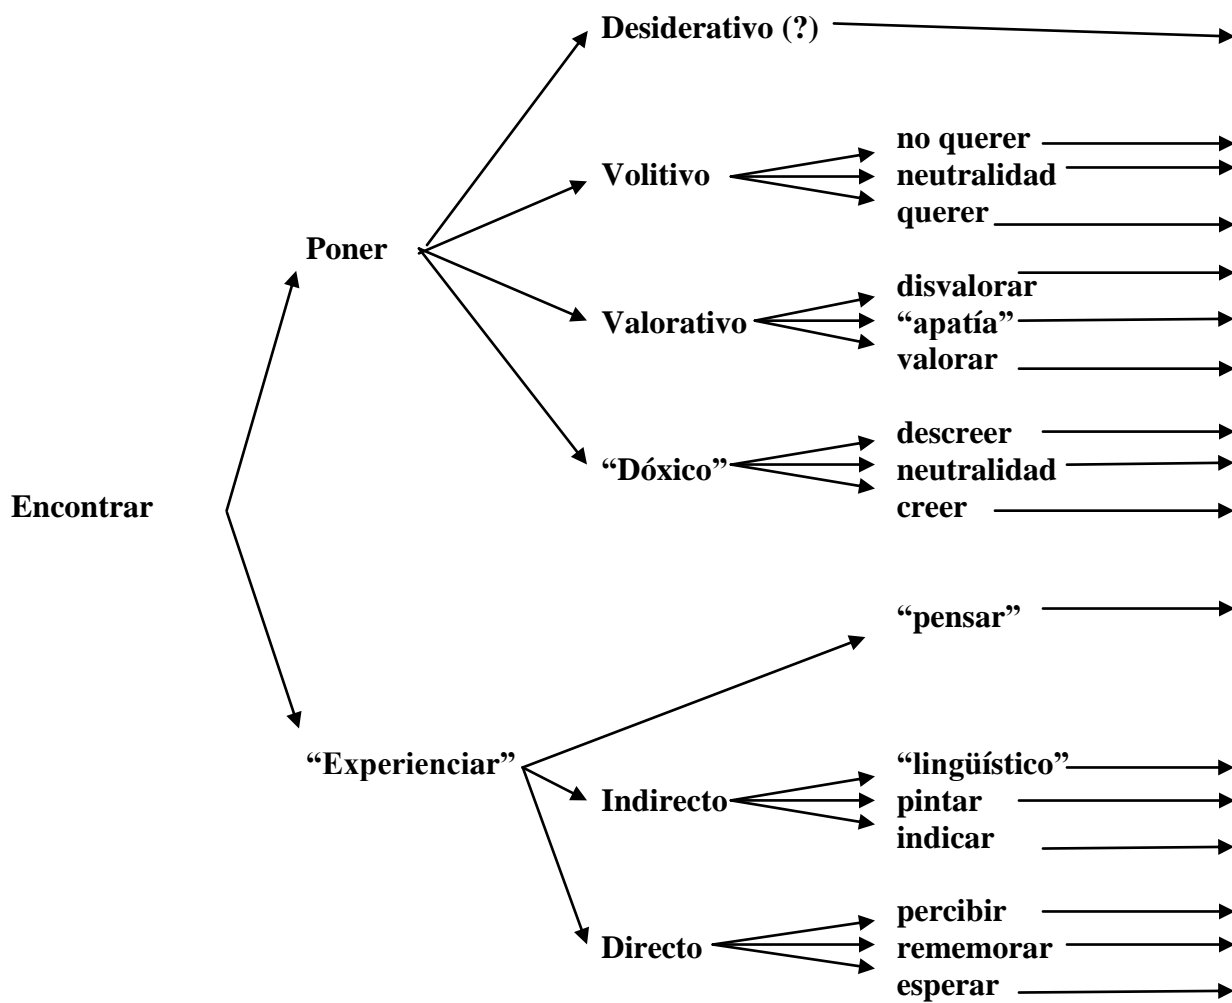 Desiderativo (?)
no querer
Volitivo
neutralidad
querer
Poner
disvalorar
Valorativo
“apatía”
valorar
descreer
“Dóxico”
neutralidad
Encontrar
creer
“pensar”
“Experienciar”
“lingüístico”
Indirecto
pintar
indicar
percibir
Directo
rememorar
esperar